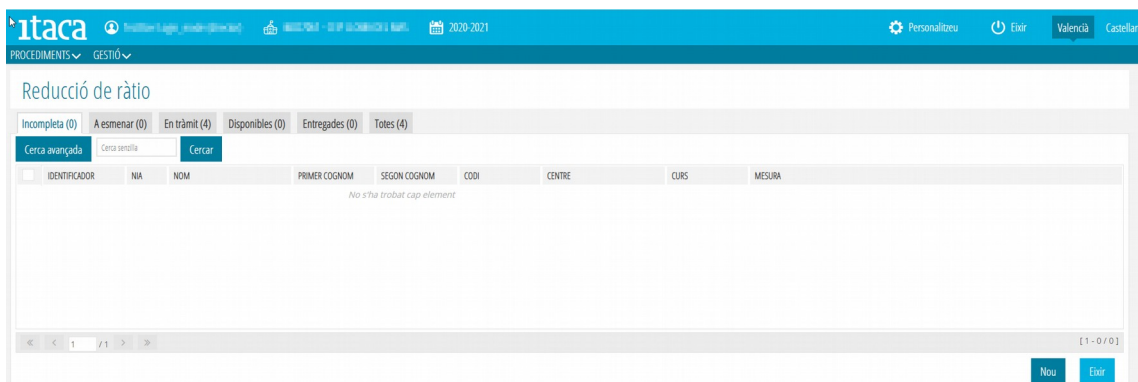 itaca 2020-2021 Personalitzeu Eixir Valencià Castellan
PROCEDIMENTS GESTIÓ
Reducció de ràtio
Incompleta (0) A esmenar (0) En tràmit (4) Disponibles (0) Entregades (0) Totes (4)
Cerca avançada Cerca senzilla Cercar
IDENTIFICADOR NIA NOM PRIMER COGNOM SEGON COGNOM CODI CENTRE CURS MESURA
No s'ha trobat cap element
« < 1 / 1 > » [ 1 - 0 / 0 ]
Nou Eixir